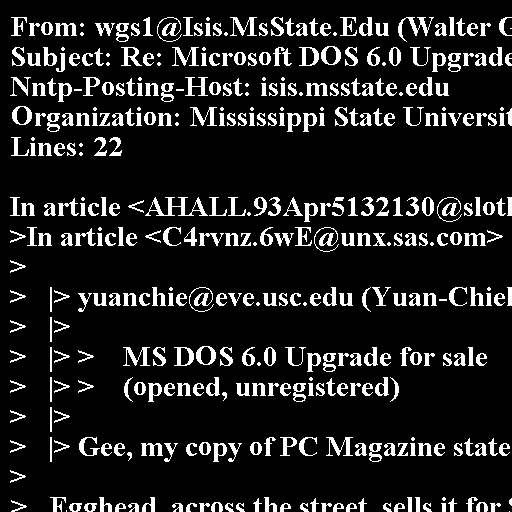 From: wgs1@Isis.MsState.Edu (Walter G
Subject: Re: Microsoft DOS 6.0 Upgrade
Nntp-Posting-Host: isis.msstate.edu
Organization: Mississippi State Universit
Lines: 22
In article <AHALL.93Apr5132130@slotl
>In article <C4rvnz.6wE@unx.sas.com>
>
>   |> yuanchie@eve.usc.edu (Yuan-Chiel
>   |>
>   |> >    MS DOS 6.0 Upgrade for sale
>   |> >    (opened, unregistered)
>   |>
>   |> Gee, my copy of PC Magazine state
>
>   Egghead, across the street, sells it for $